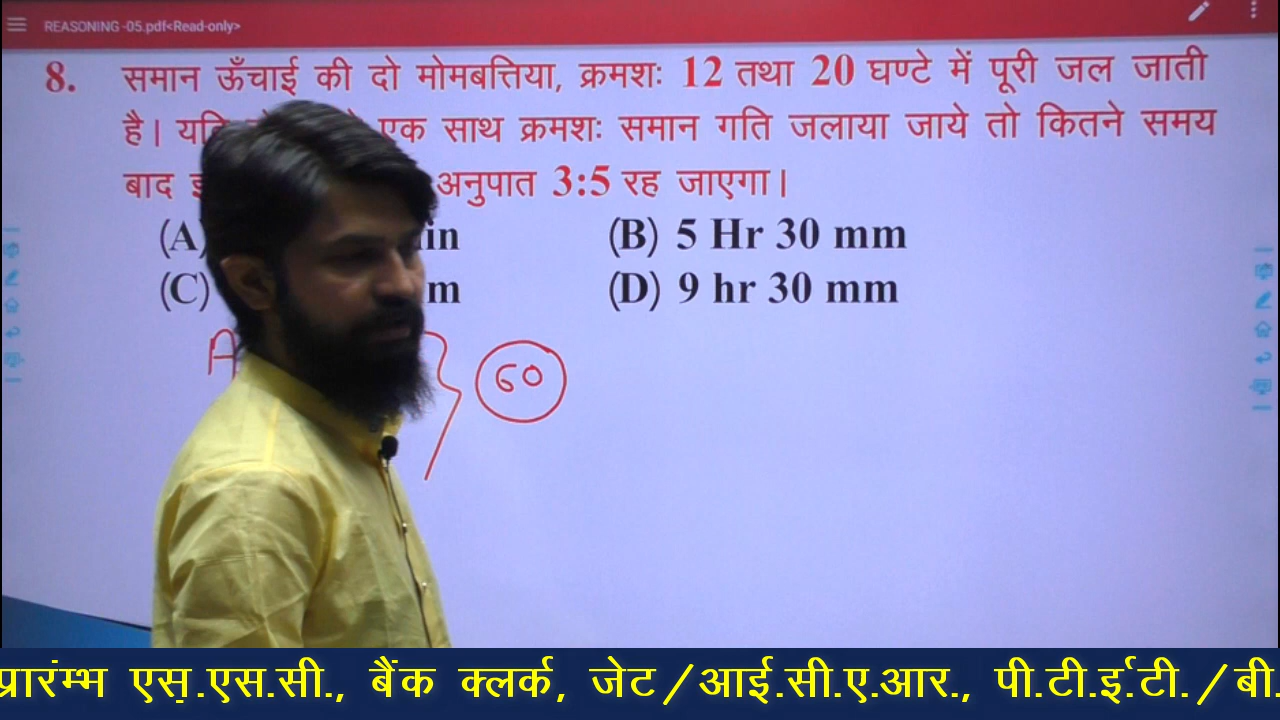 REASONING -05.pdf<Read-only>
8. समान ऊँचाई की दो मोमबत्तिया, क्रमशः 12 तथा 20 घण्टे में पूरी जल जाती
है। एक साथ क्रमशः समान गति जलाया जाये तो कितने समय
बाद अनुपात 3:5 रह जाएगा।
(A) in (B) 5 Hr 30 mm
(C) m (D) 9 hr 30 mm
A 60
प्रारंम्भ एस.एस.सी., बैंक क्लर्क, जेट/आई.सी.ए.आर., पी.टी.ई.टी./बी.